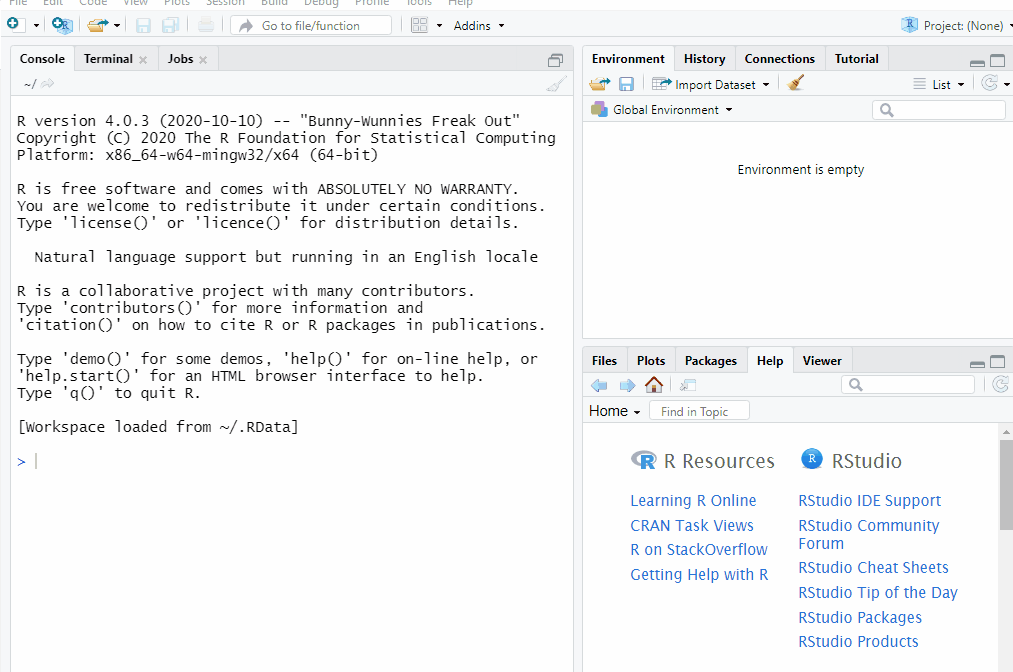 File Edit Code View Plots Session Build Debug Profile Tools Help
Go to file/function Addins Project: (None)
Console Terminal Jobs
~/
R version 4.0.3 (2020-10-10) -- "Bunny-Wunnies Freak Out"
Copyright (C) 2020 The R Foundation for Statistical Computing
Platform: x86_64-w64-mingw32/x64 (64-bit)
R is free software and comes with ABSOLUTELY NO WARRANTY.
You are welcome to redistribute it under certain conditions.
Type 'license()' or 'licence()' for distribution details.
Natural language support but running in an English locale
R is a collaborative project with many contributors.
Type 'contributors()' for more information and
'citation()' on how to cite R or R packages in publications.
Type 'demo()' for some demos, 'help()' for on-line help, or
'help.start()' for an HTML browser interface to help.
Type 'q()' to quit R.
[Workspace loaded from ~/.RData]
>
Environment History Connections Tutorial
Import Dataset List
Global Environment
Environment is empty
Files Plots Packages Help Viewer
Home Find in Topic
R Resources
Learning R Online
CRAN Task Views
R on StackOverflow
Getting Help with R
RStudio
RStudio IDE Support
RStudio Community
Forum
RStudio Cheat Sheets
RStudio Tip of the Day
RStudio Packages
RStudio Products